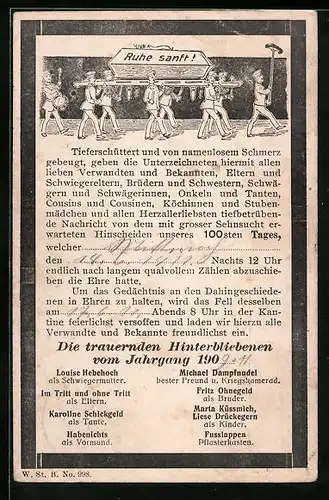 Ruhe sanft!
Tieferschüttert und von namenlosem Schmerz
gebeugt, geben die Unterzeichneten hiermit allen
lieben Verwandten und Bekannten, Eltern und
Schwiegereltern, Brüdern und Schwestern, Schwä-
gern und Schwägerinnen, Onkeln und Tanten,
Cousins und Cousinen, Köchinnen und Stuben-
mädchen und allen Herzallerliebsten tiefbetrüben-
de Nachricht von dem mit grosser Sehnsucht er-
warteten Hinscheiden unseres 100sten Tages,
welcher
den Nachts 12 Uhr
endlich nach langem qualvollem Zählen abzuschie-
ben die Ehre hatte.
Um das Gedächtnis an den Dahingeschiede-
nen in Ehren zu halten, wird das Fell desselben
am Abends 8 Uhr in der Kan-
tine feierlichst versoffen und laden wir hierzu alle
Verwandte und Bekannte freundlichst ein.
Die trauernden Hinterbliebenen
vom Jahrgang 190
Louise Hebehoch
als Schwiegermutter.
Im Tritt und ohne Tritt
als Eltern.
Karoline Schickgeld
als Tante.
Habenichts
als Vormund.
Michael Dampfnudel
bester Freund u. Kriegskamerad.
Fritz Ohnegeld
als Bruder.
Marta Küssmich,
Liese Drückegern
als Kinder.
Fusslappen
Pflasterkasten.
W. St. B. No. 998.